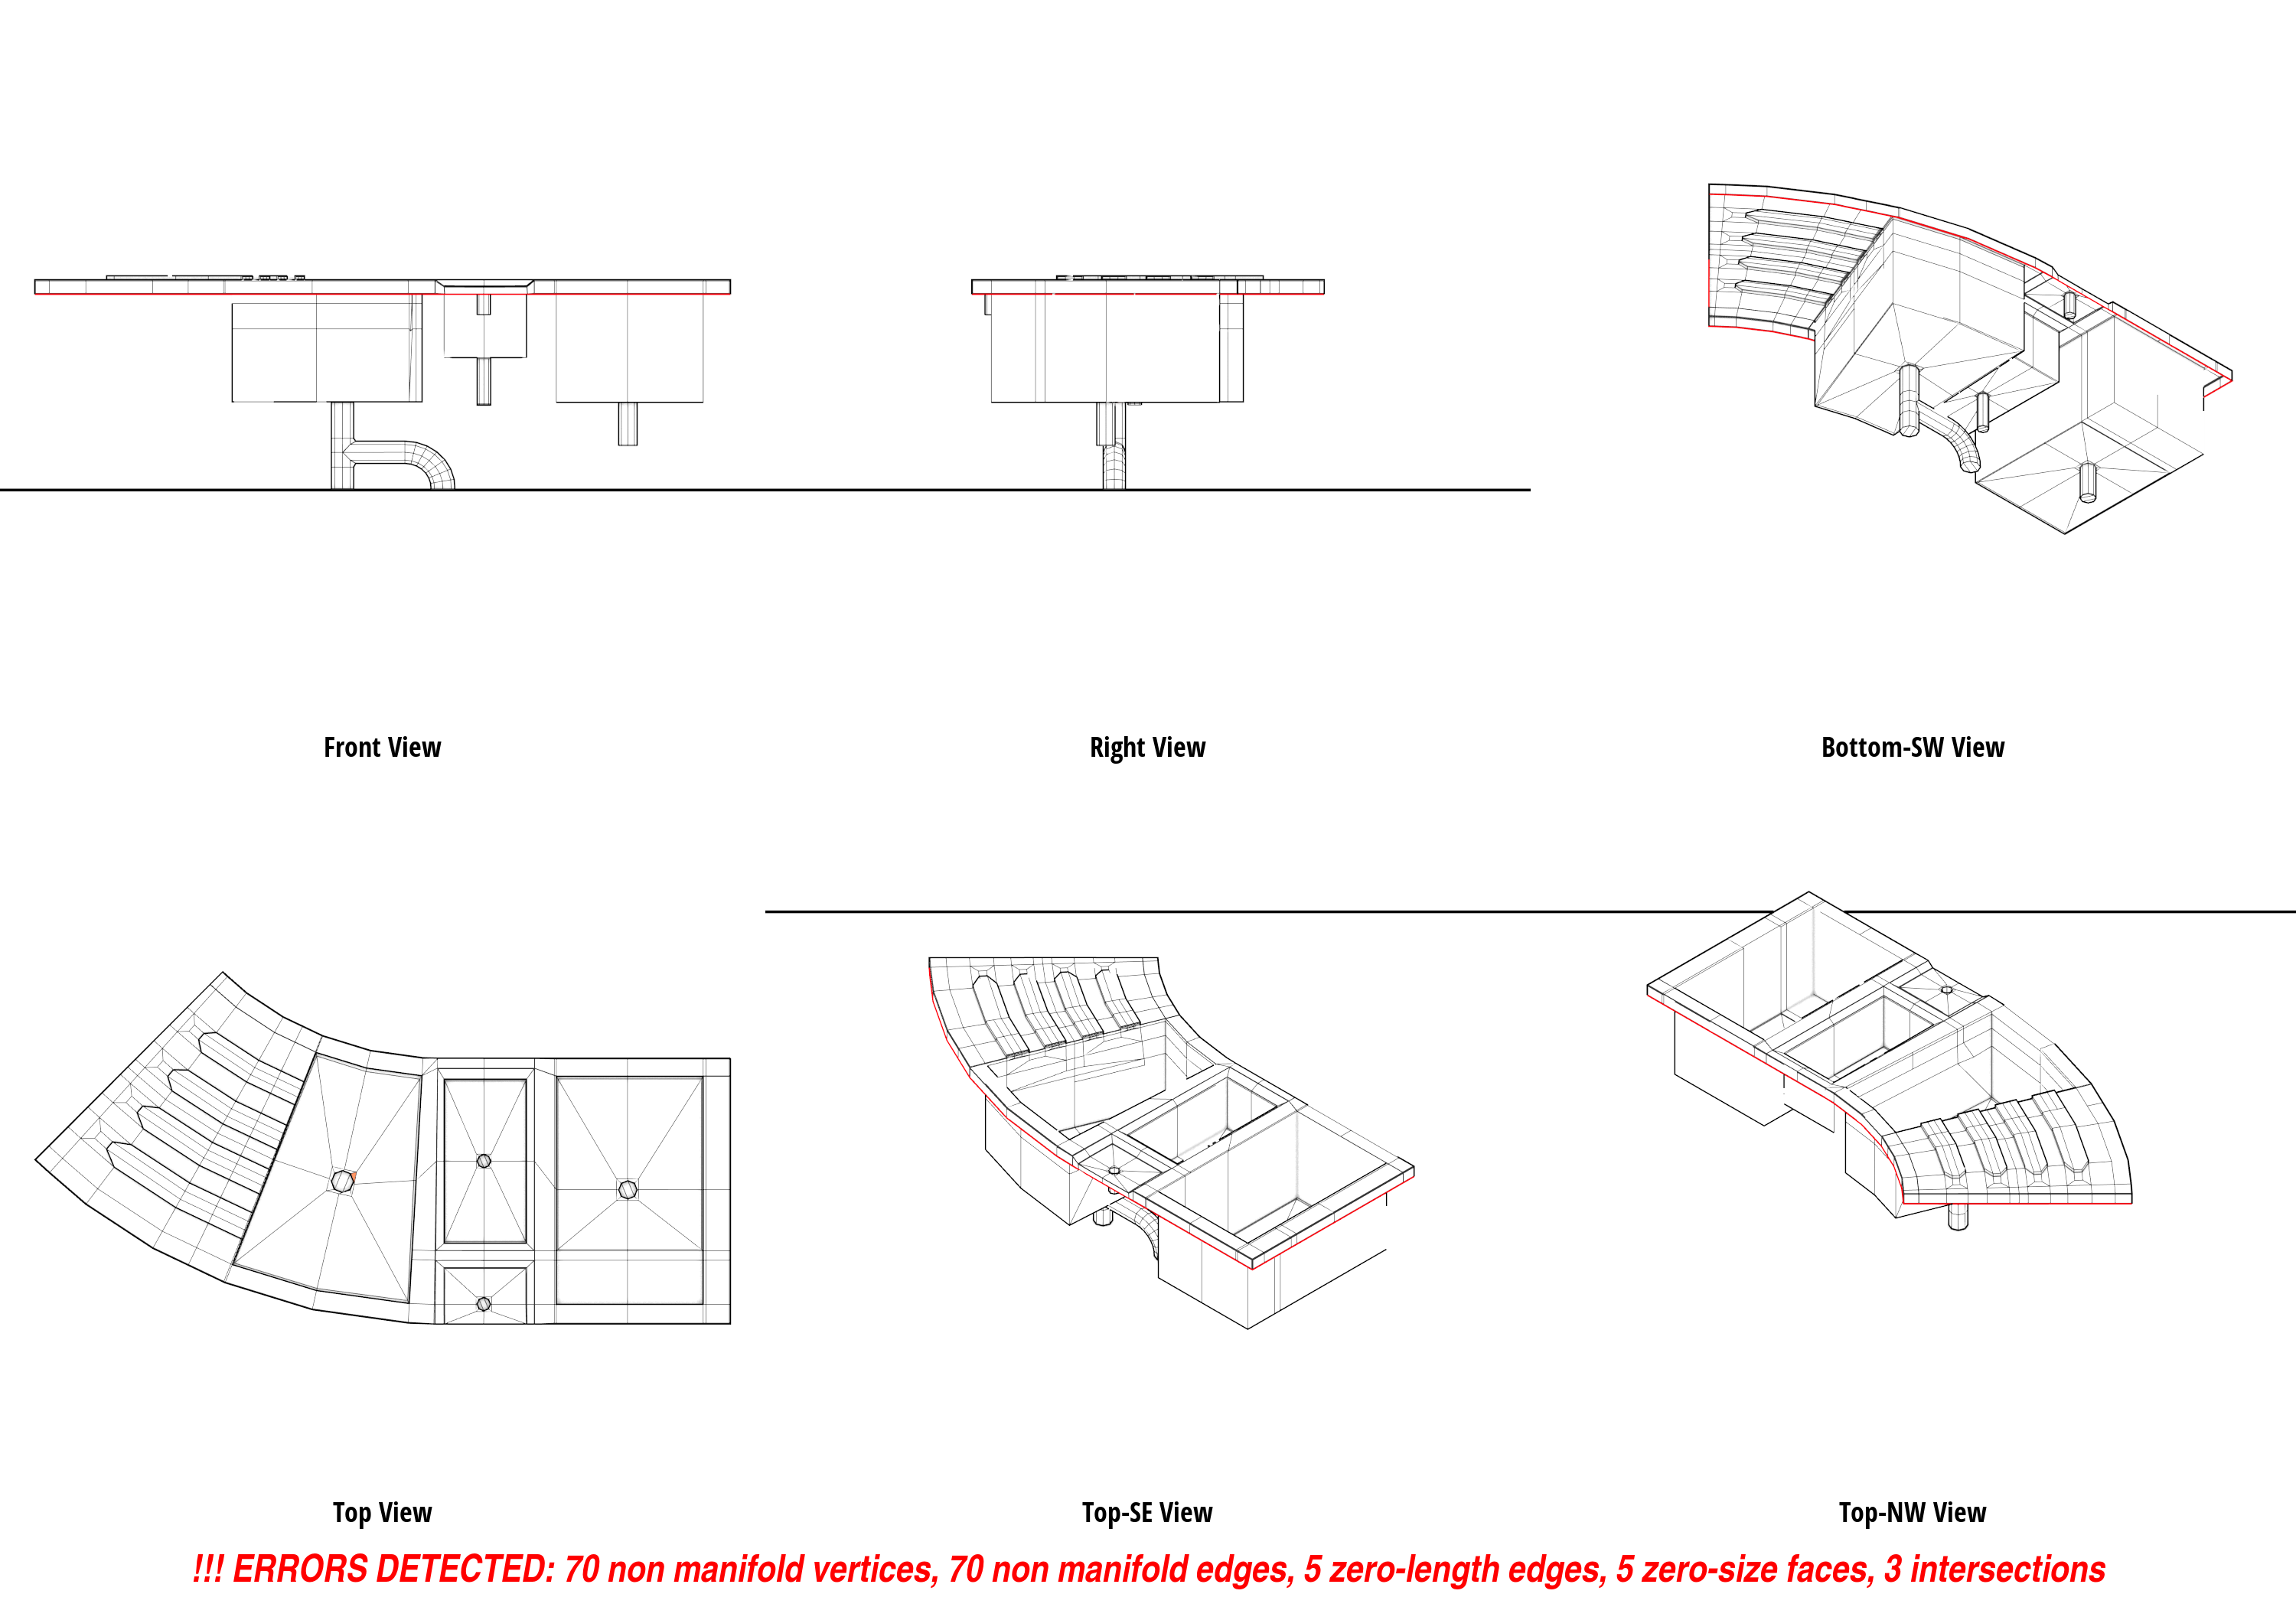 Front View
Right View
Bottom-SW View
Top View
Top-SE View
Top-NW View
!!! ERRORS DETECTED: 70 non manifold vertices, 70 non manifold edges, 5 zero-length edges, 5 zero-size faces, 3 intersections